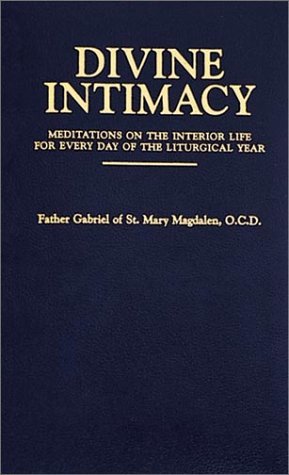 DIVINE
INTIMACY
MEDITATIONS ON THE INTERIOR LIFE
FOR EVERY DAY OF THE LITURGICAL YEAR
Father Gabriel of St. Mary Magdalen, O.C.D.